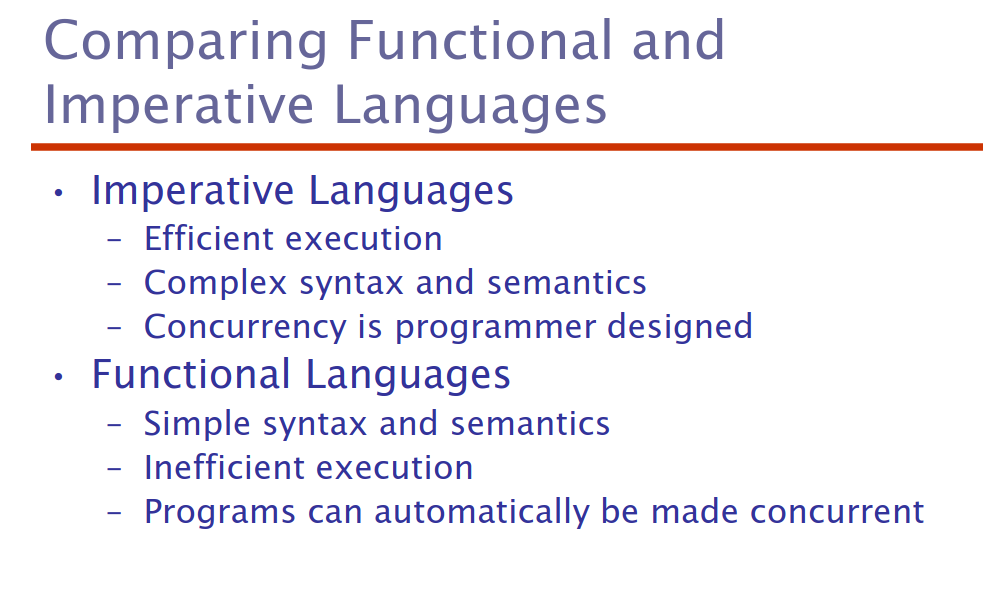 Comparing Functional and
Imperative Languages
• Imperative Languages
– Efficient execution
– Complex syntax and semantics
– Concurrency is programmer designed
• Functional Languages
– Simple syntax and semantics
– Inefficient execution
– Programs can automatically be made concurrent